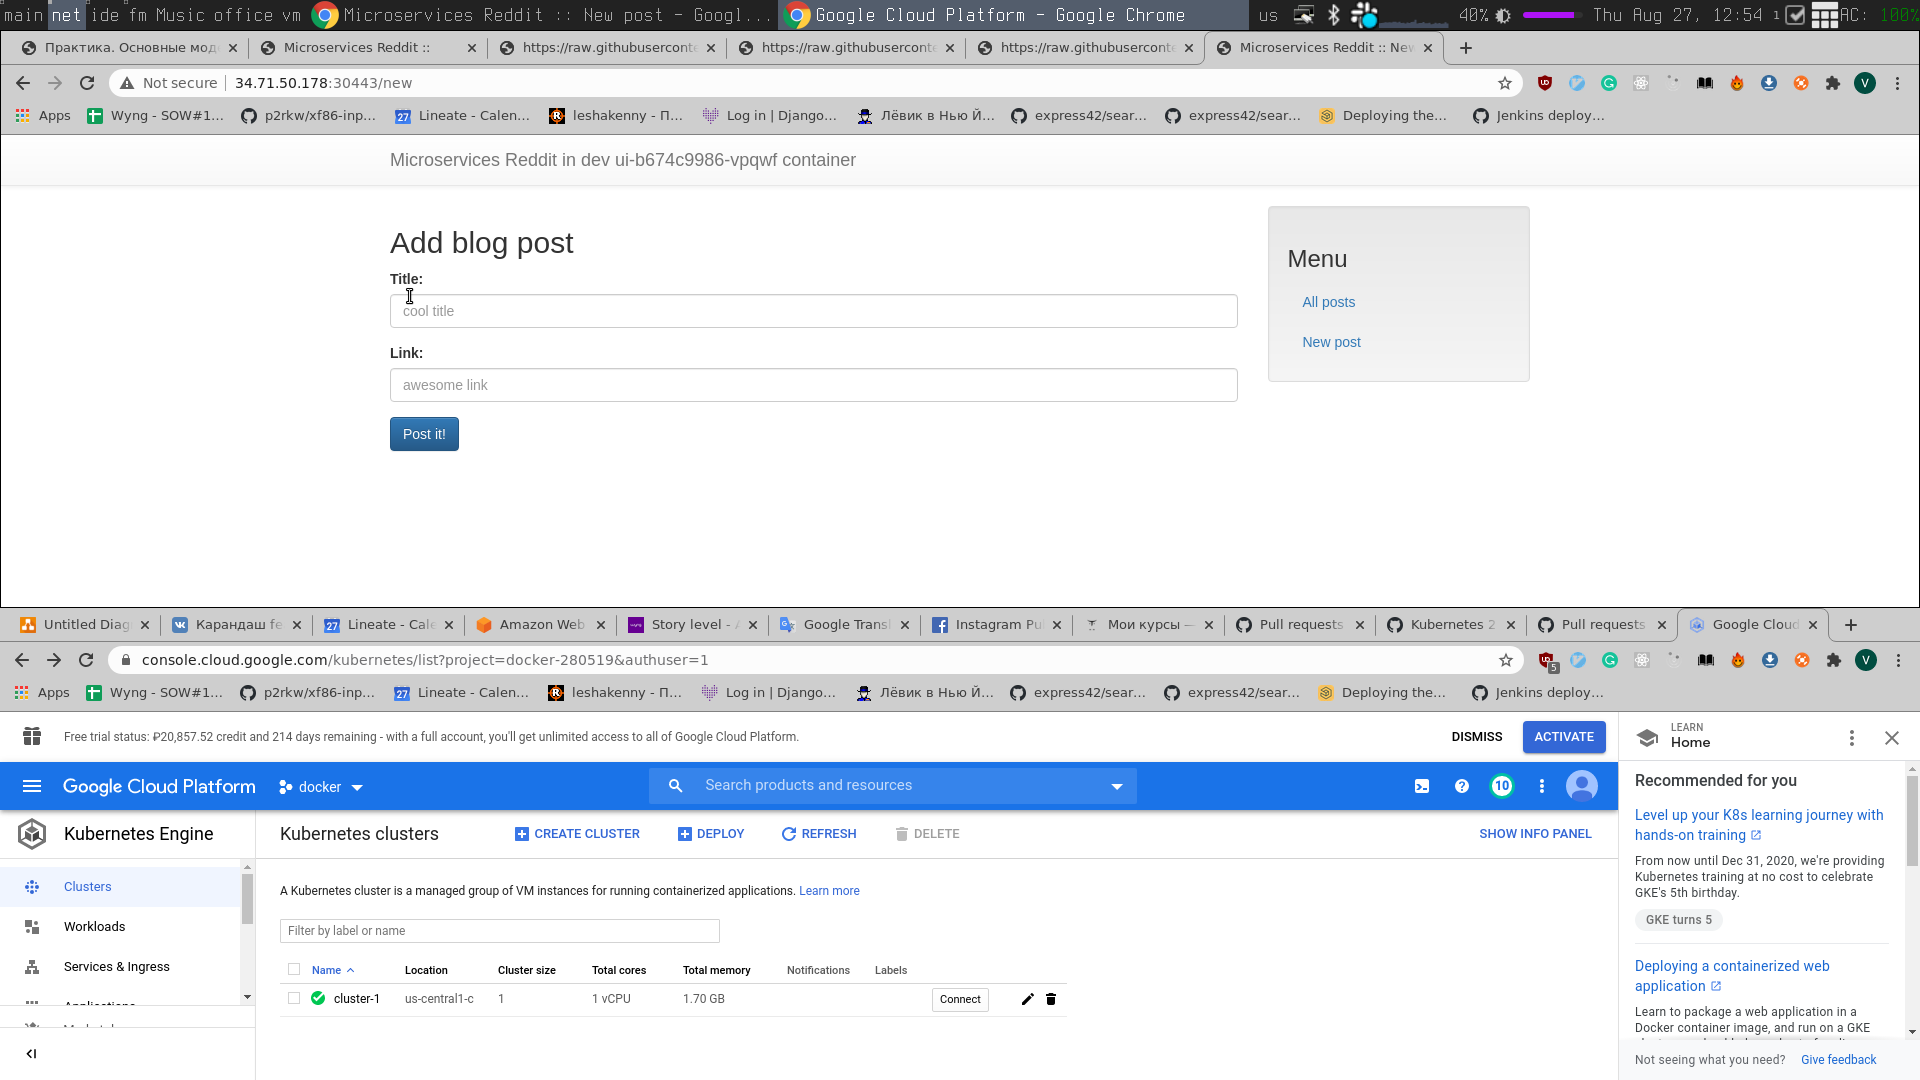 main net ide fm Music office vm Microservices Reddit :: New post - Googl... Google Cloud Platform - Google Chrome us 40% Thu Aug 27, 12:54 1 AC: 100%
Практика. Основные мод Microservices Reddit :: https://raw.githubuserconte https://raw.githubuserconte https://raw.githubuserconte Microservices Reddit :: New
Not secure 34.71.50.178:30443/new V
Apps Wyng - SOW#1... p2rkw/xf86-inp... 27 Lineate - Calen... leshakenny - П... Log in | Django... Лёвик в Нью Й... express42/sear... express42/sear... Deploying the... Jenkins deploy...
Microservices Reddit in dev ui-b674c9986-vpqwf container
Add blog post
Title:
cool title
Link:
awesome link
Post it!
Menu
All posts
New post
Untitled Diag Карандаш fe 27 Lineate - Cale Amazon Web Story level - A Google Transl Instagram Pu Мои курсы — Pull requests Kubernetes 2 Pull requests Google Cloud
console.cloud.google.com/kubernetes/list?project=docker-280519&authuser=1 5 V
Apps Wyng - SOW#1... p2rkw/xf86-inp... 27 Lineate - Calen... leshakenny - П... Log in | Django... Лёвик в Нью Й... express42/sear... express42/sear... Deploying the... Jenkins deploy...
Free trial status: ₽20,857.52 credit and 214 days remaining - with a full account, you'll get unlimited access to all of Google Cloud Platform. DISMISS ACTIVATE
Google Cloud Platform docker Search products and resources 10
Kubernetes Engine
Clusters
Workloads
Services & Ingress
Applications
Kubernetes clusters CREATE CLUSTER DEPLOY REFRESH DELETE SHOW INFO PANEL
A Kubernetes cluster is a managed group of VM instances for running containerized applications. Learn more
Filter by label or name
Name Location Cluster size Total cores Total memory Notifications Labels
cluster-1 us-central1-c 1 1 vCPU 1.70 GB Connect
LEARN
Home
Recommended for you
Level up your K8s learning journey with
hands-on training
From now until Dec 31, 2020, we're providing
Kubernetes training at no cost to celebrate
GKE's 5th birthday.
GKE turns 5
Deploying a containerized web
application
Learn to package a web application in a
Docker container image, and run on a GKE
Not seeing what you need? Give feedback